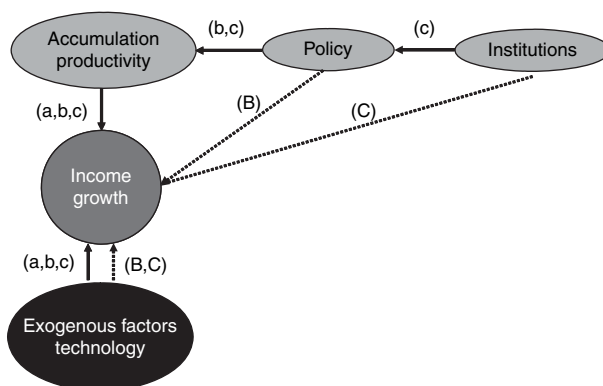 Accumulation
productivity
(b,c)
Policy
(c)
Institutions
(a,b,c)
(B)
(C)
Income
growth
(a,b,c)
(B,C)
Exogenous factors
technology